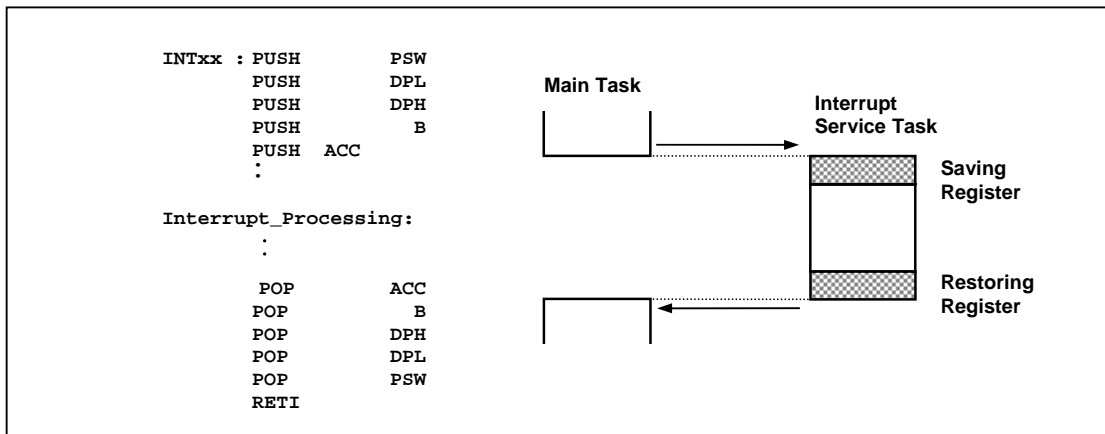 INTxx : PUSH PSW
PUSH DPL
PUSH DPH
PUSH B
PUSH ACC
:
Interrupt_Processing:
:
POP ACC
POP B
POP DPH
POP DPL
POP PSW
RETI
Main Task
Interrupt
Service Task
Saving
Register
Restoring
Register